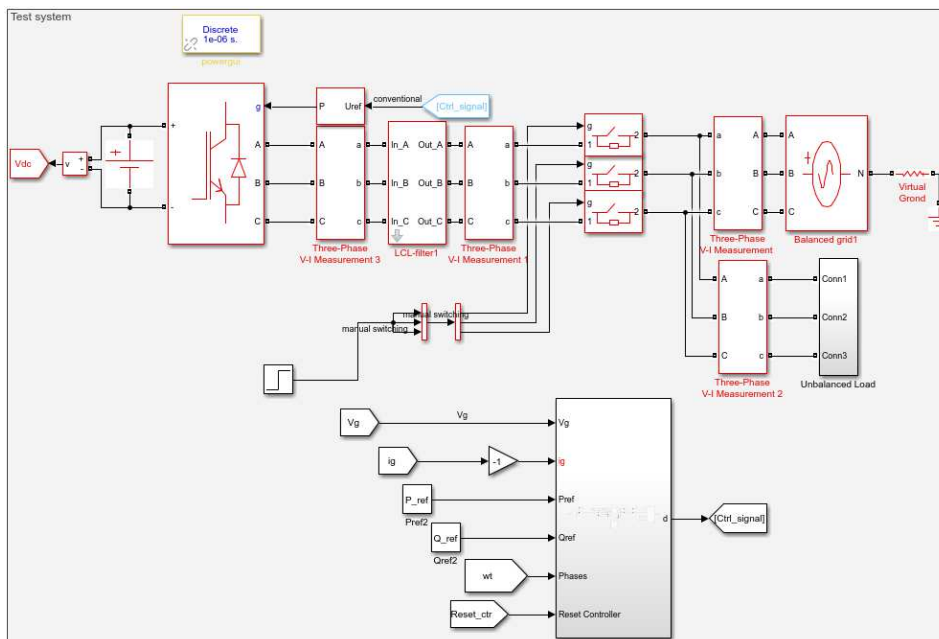 Test system
Discrete
1e-06 s.
powergui
Vdc
v
+
-
+
+
-
g
A
B
C
P
Uref
conventional
[Ctrl_signal]
A
B
C
a
b
c
Three-Phase
V-I Measurement 3
In_A
In_B
In_C
Out_A
Out_B
Out_C
LCL-filter1
A
B
C
a
b
c
Three-Phase
V-I Measurement 1
g
1
2
g
1
2
g
1
2
a
b
c
A
B
C
Three-Phase
V-I Measurement
A
B
C
+
N
Balanced grid1
Virtual
Grond
A
B
C
a
b
c
Three-Phase
V-I Measurement 2
Conn1
Conn2
Conn3
Unbalanced Load
manual switching
manual switching
Vg
Vg
ig
-1
P_ref
Pref2
Q_ref
Qref2
wt
Reset_ctr
Vg
ig
Pref
Qref
Phases
Reset Controller
d
[Ctrl_signal]